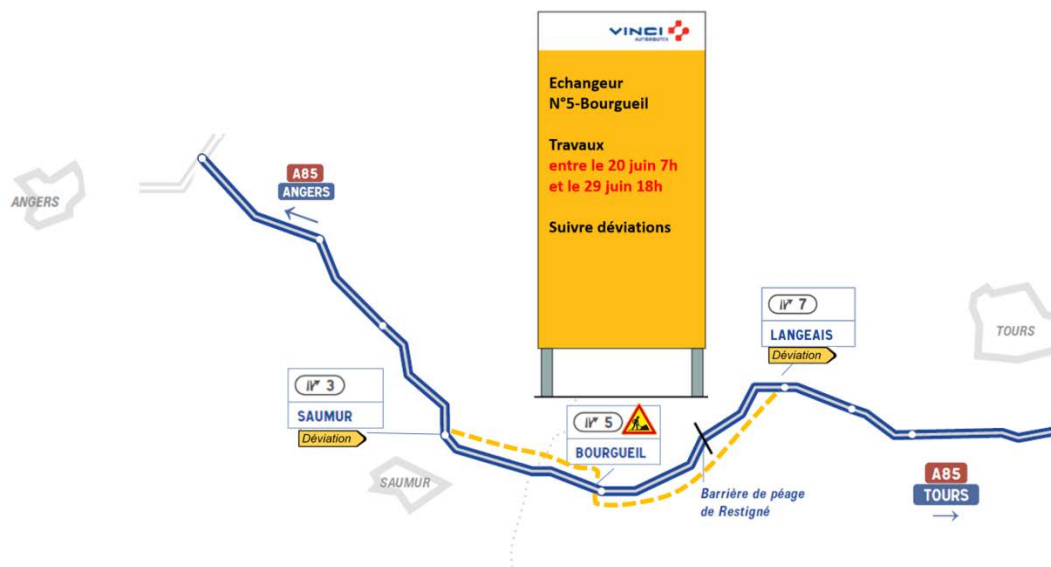 VINCI
AUTOROUTES
Echangeur
N°5-Bourgueil
Travaux
entre le 20 juin 7h
et le 29 juin 18h
Suivre déviations
A85
ANGERS
ANGERS
7
LANGEAIS
Déviation
TOURS
3
SAUMUR
Déviation
5
BOURGUEIL
SAUMUR
Barrière de péage
de Restigné
A85
TOURS